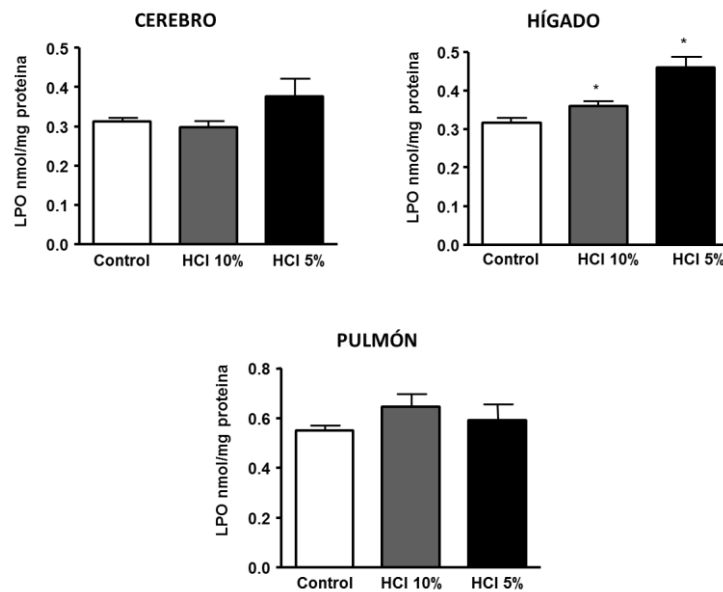 CEREBRO
LPO nmol/mg proteina
0.5
0.4
0.3
0.2
0.1
0.0
Control HCl 10% HCl 5%
HÍGADO
LPO nmol/mg proteina
0.5
0.4
0.3
0.2
0.1
0.0
* *
Control HCl 10% HCl 5%
PULMÓN
LPO nmol/mg proteina
0.8
0.6
0.4
0.2
0.0
Control HCl 10% HCl 5%